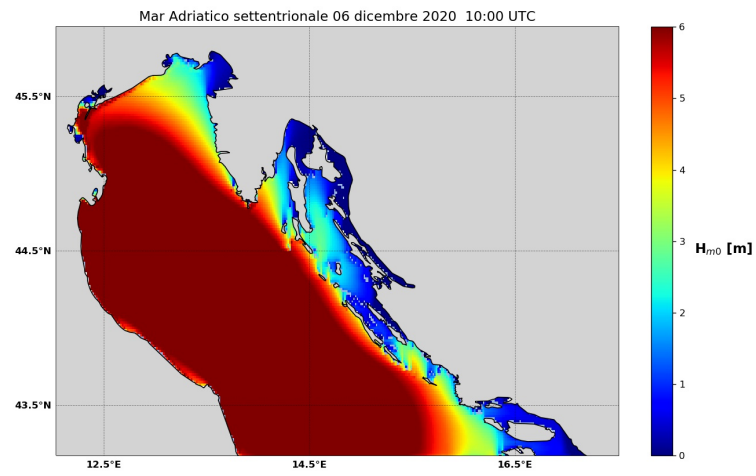 Mar Adriatico settentrionale 06 dicembre 2020 10:00 UTC
6
5
45.5°N
4
44.5°N
3
H_m0 [m]
2
1
43.5°N
0
12.5°E 14.5°E 16.5°E